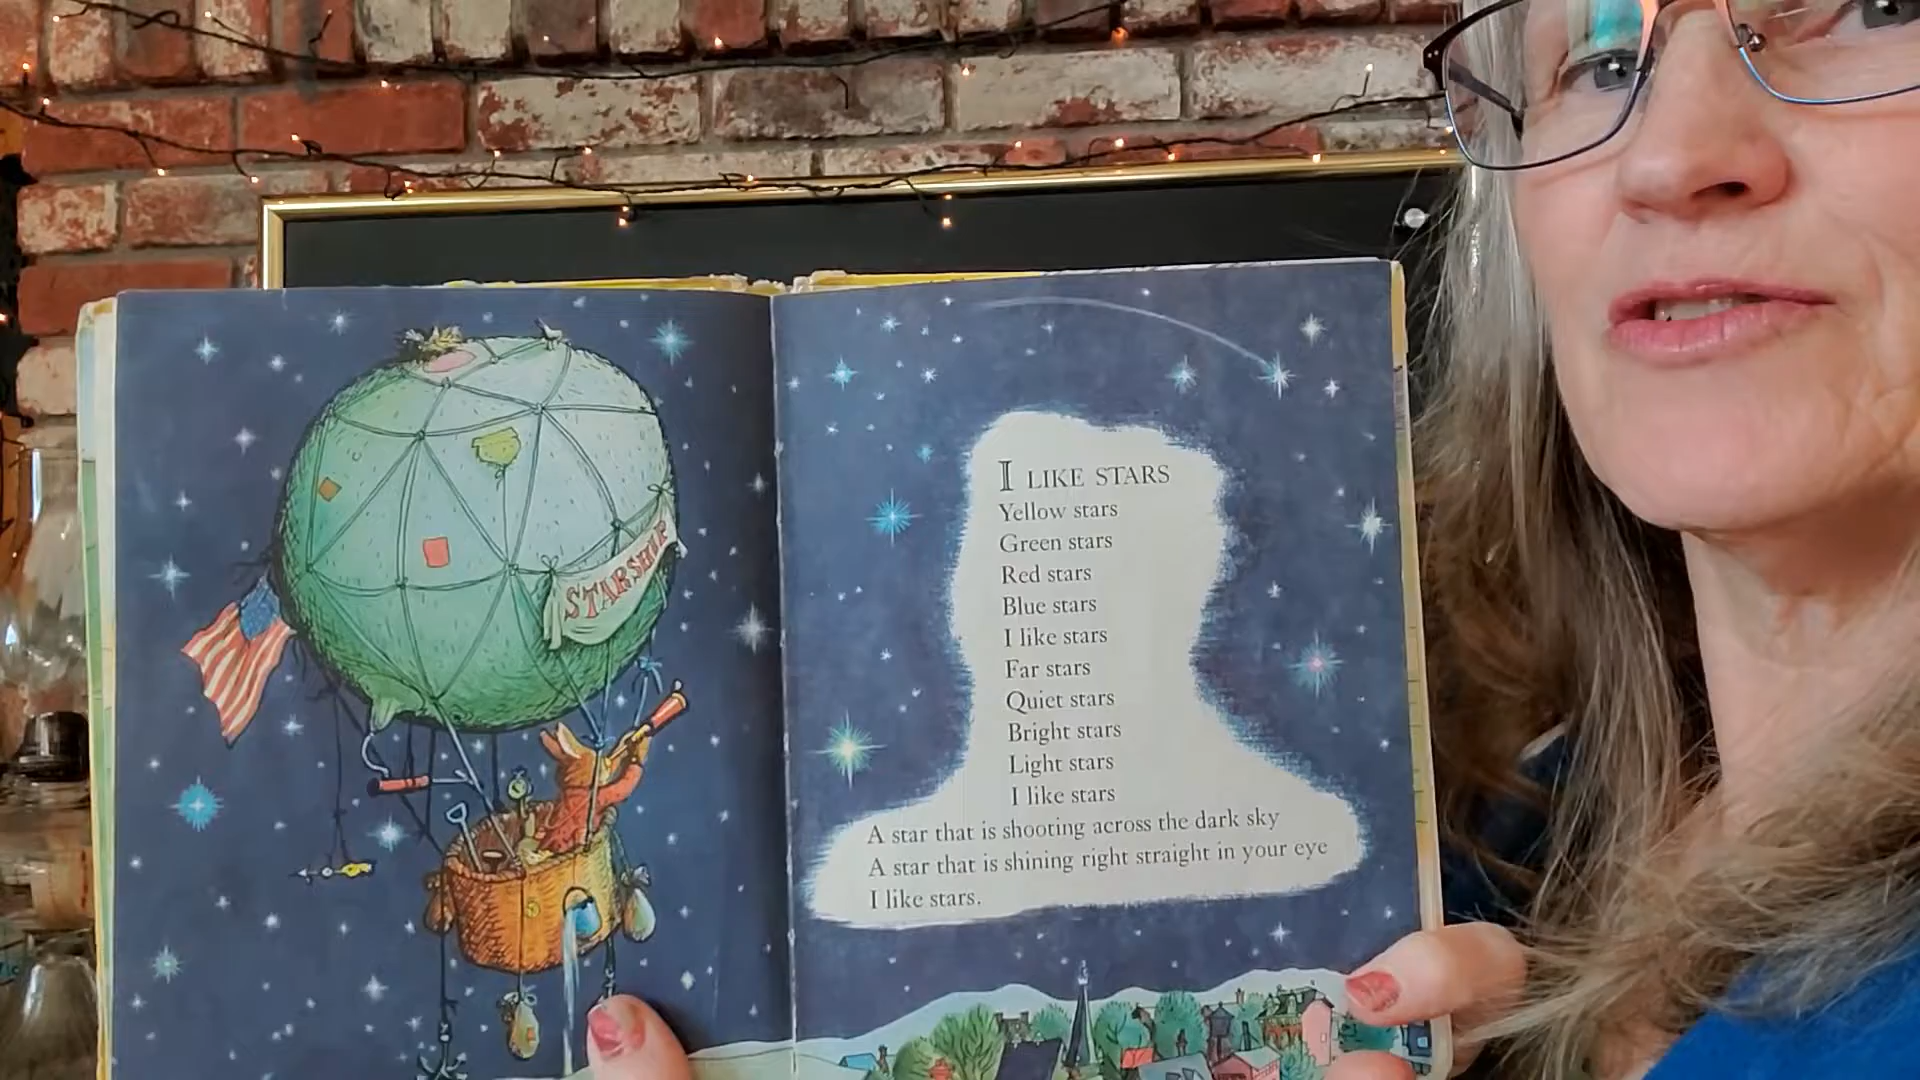 STARSHIP
I LIKE STARS
Yellow stars
Green stars
Red stars
Blue stars
I like stars
Far stars
Quiet stars
Bright stars
Light stars
I like stars
A star that is shooting across the dark sky
A star that is shining right straight in your eye
I like stars.